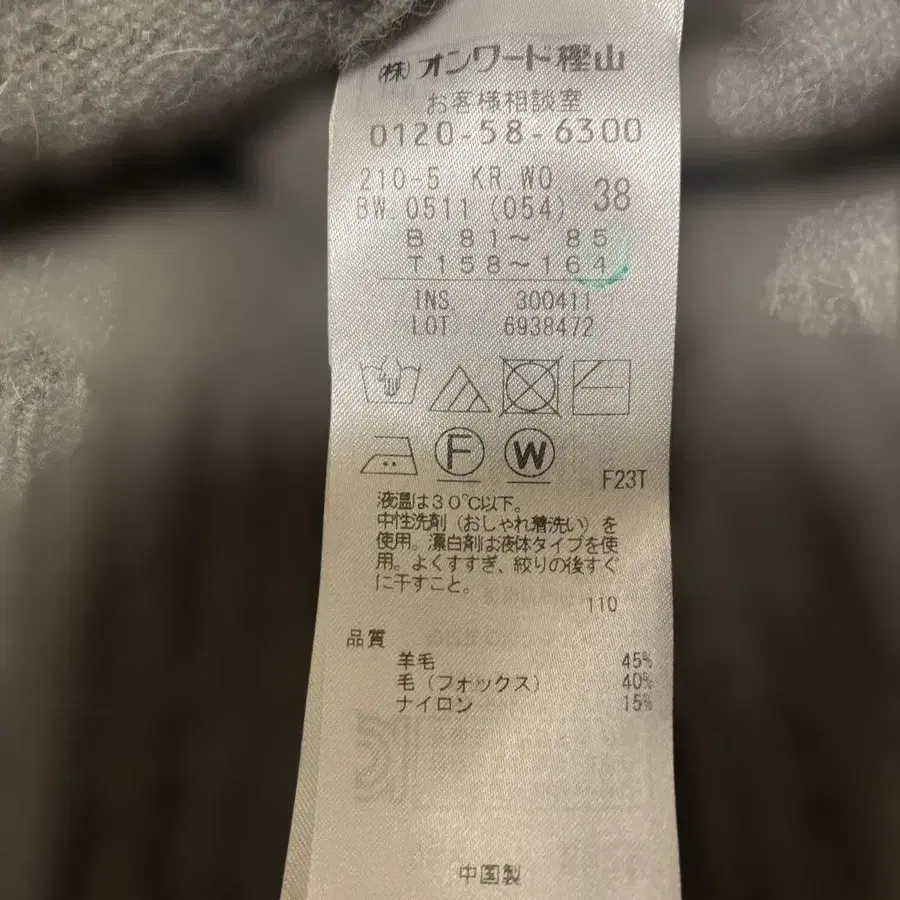 (株)オンワード樫山
お客様相談室
0120-58-6300
210-5 KR.WO
BW.0511 (054) 38
B 81～ 85
T158～164
INS. 300411
LOT 6938472
F W
F23T
液温は30℃以下。
中性洗剤（おしゃれ着洗い）を
使用。漂白剤は液体タイプを使
用。よくすすぎ、絞りの後すぐ
に干すこと。
110
品質
羊毛 45%
毛（フォックス） 40%
ナイロン 15%
中国製